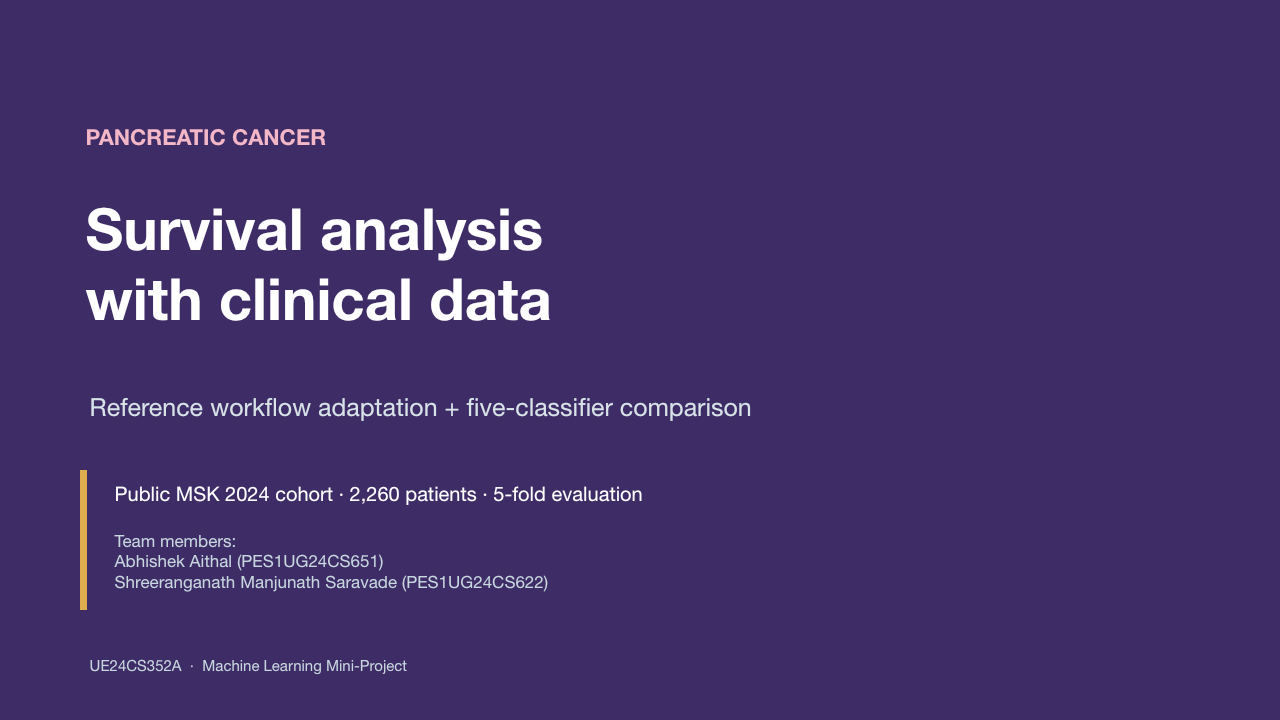 PANCREATIC CANCER
Survival analysis
with clinical data
Reference workflow adaptation + five-classifier comparison
Public MSK 2024 cohort · 2,260 patients · 5-fold evaluation
Team members:
Abhishek Aithal (PES1UG24CS651)
Shreeranganath Manjunath Saravade (PES1UG24CS622)
UE24CS352A · Machine Learning Mini-Project